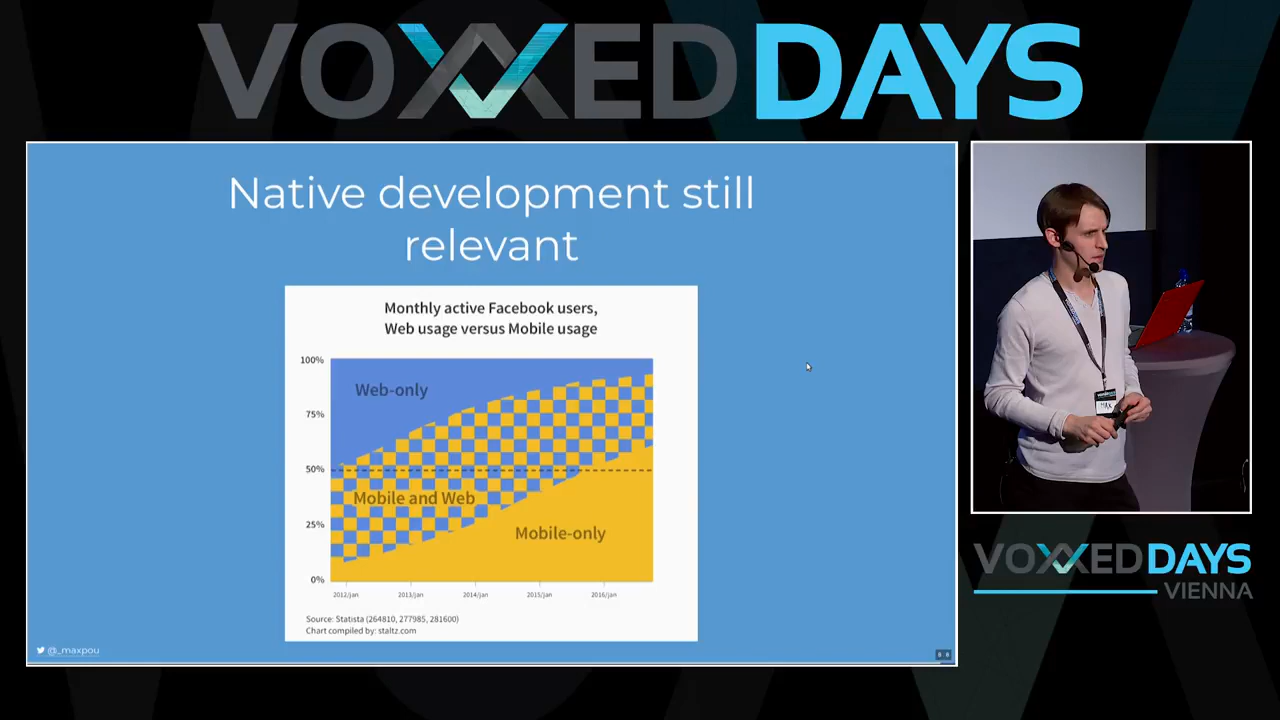 VOXXED DAYS
Native development still
relevant
Monthly active Facebook users,
Web usage versus Mobile usage
100%
75%
50%
25%
0%
Web-only
Mobile and Web
Mobile-only
2012/jan
2013/jan
2014/jan
2015/jan
2016/jan
Source: Statista (264810, 277985, 281600)
Chart compiled by: staltz.com
@_maxpou
MAX
VOXXED DAYS
VIENNA